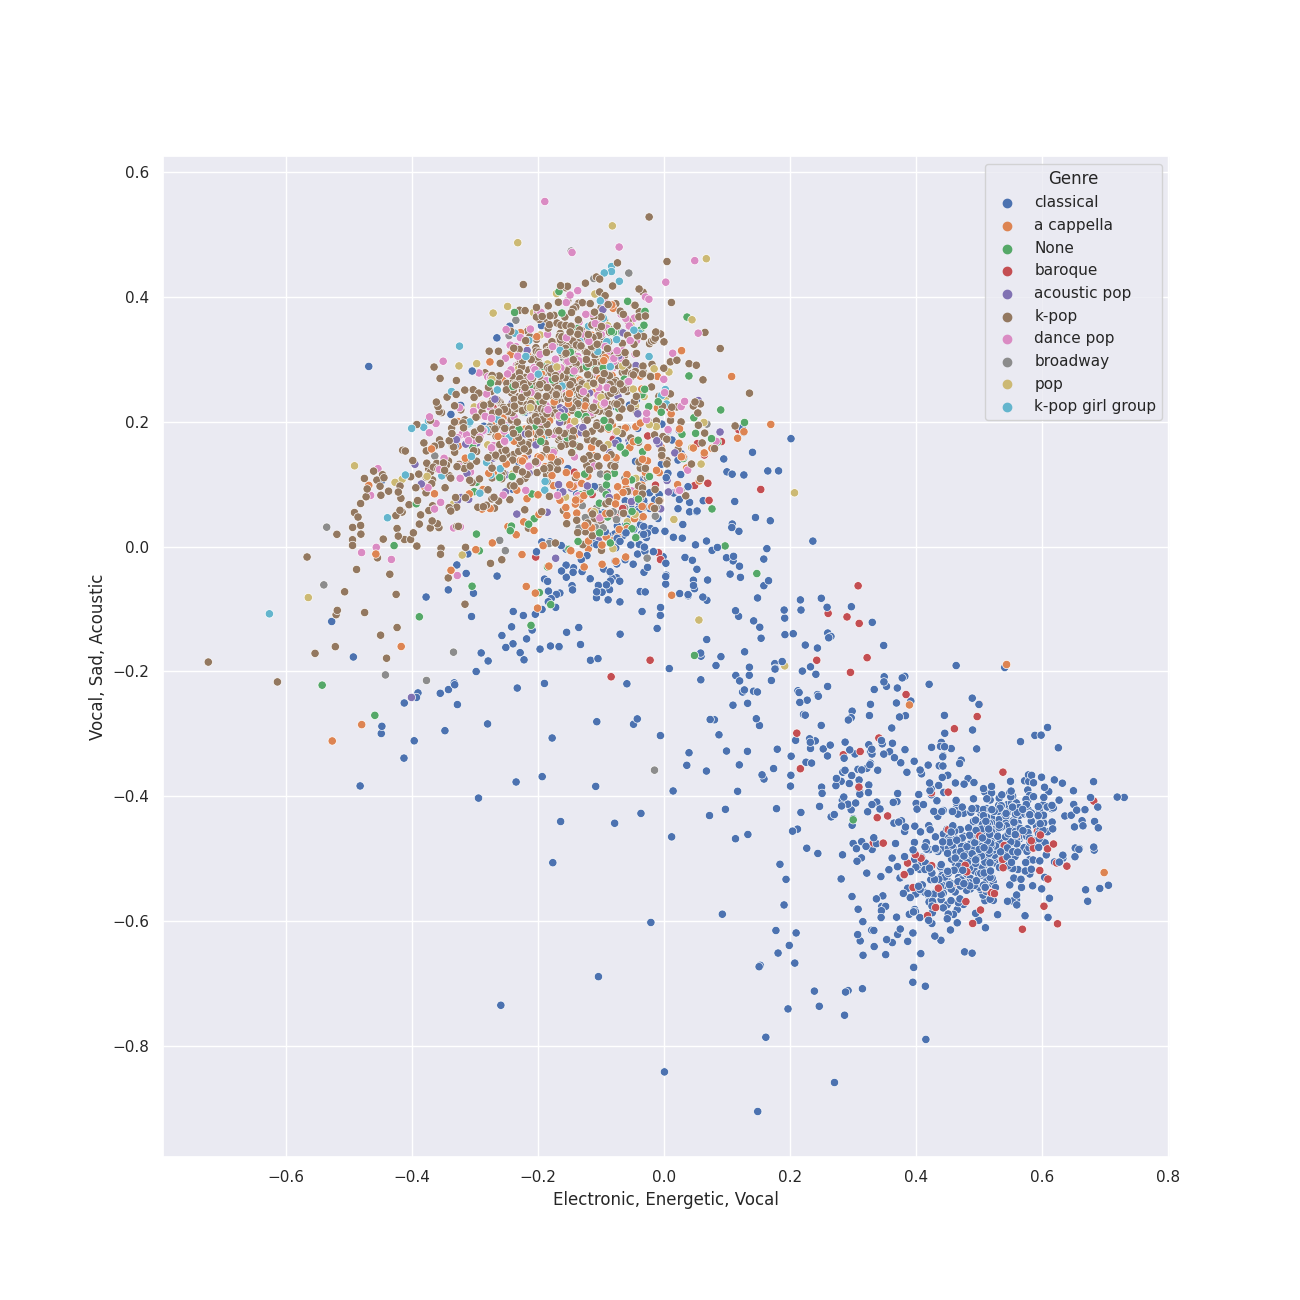 Genre
classical
a cappella
None
baroque
acoustic pop
k-pop
dance pop
broadway
pop
k-pop girl group
0.6
0.4
0.2
0.0
−0.2
−0.4
−0.6
−0.8
Vocal, Sad, Acoustic
−0.6 −0.4 −0.2 0.0 0.2 0.4 0.6 0.8
Electronic, Energetic, Vocal